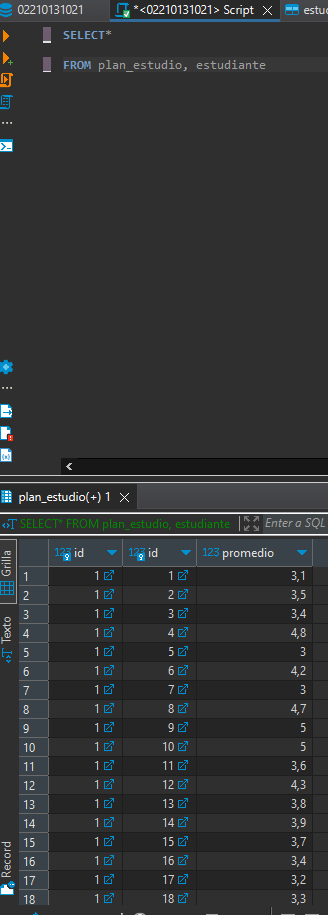 02210131021
*<02210131021> Script
estud
SELECT*
FROM plan_estudio, estudiante
plan_estudio(+) 1
SELECT* FROM plan_estudio, estudiante
Enter a SQL
Grilla
Texto
Record
123 id
123 id
123 promedio
1 1 1 3,1
2 1 2 3,5
3 1 3 3,4
4 1 4 4,8
5 1 5 3
6 1 6 4,2
7 1 7 3
8 1 8 4,7
9 1 9 5
10 1 10 5
11 1 11 3,6
12 1 12 4,3
13 1 13 3,8
14 1 14 3,9
15 1 15 3,7
16 1 16 3,4
17 1 17 3,2
18 1 18 3,3